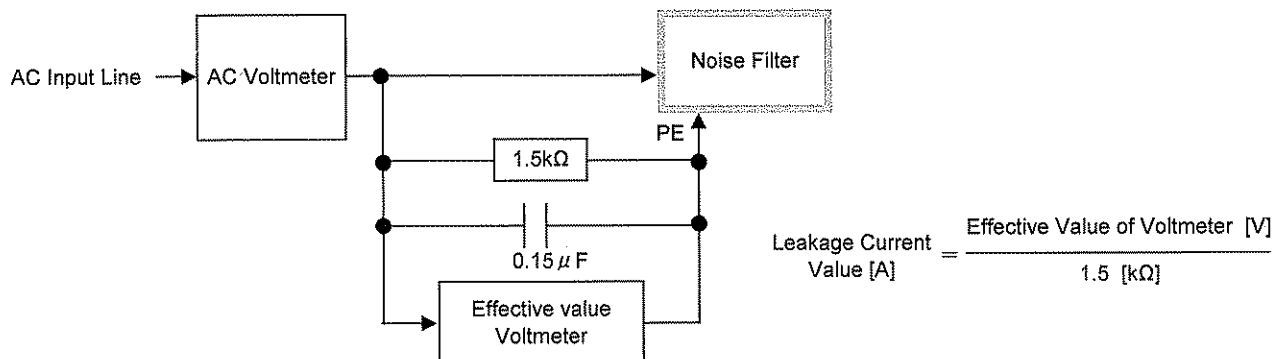 AC Input Line
AC Voltmeter
Noise Filter
PE
1.5kΩ
0.15 μ F
Effective value
Voltmeter
Leakage Current
Value [A]
=
Effective Value of Voltmeter [V]
1.5 [kΩ]